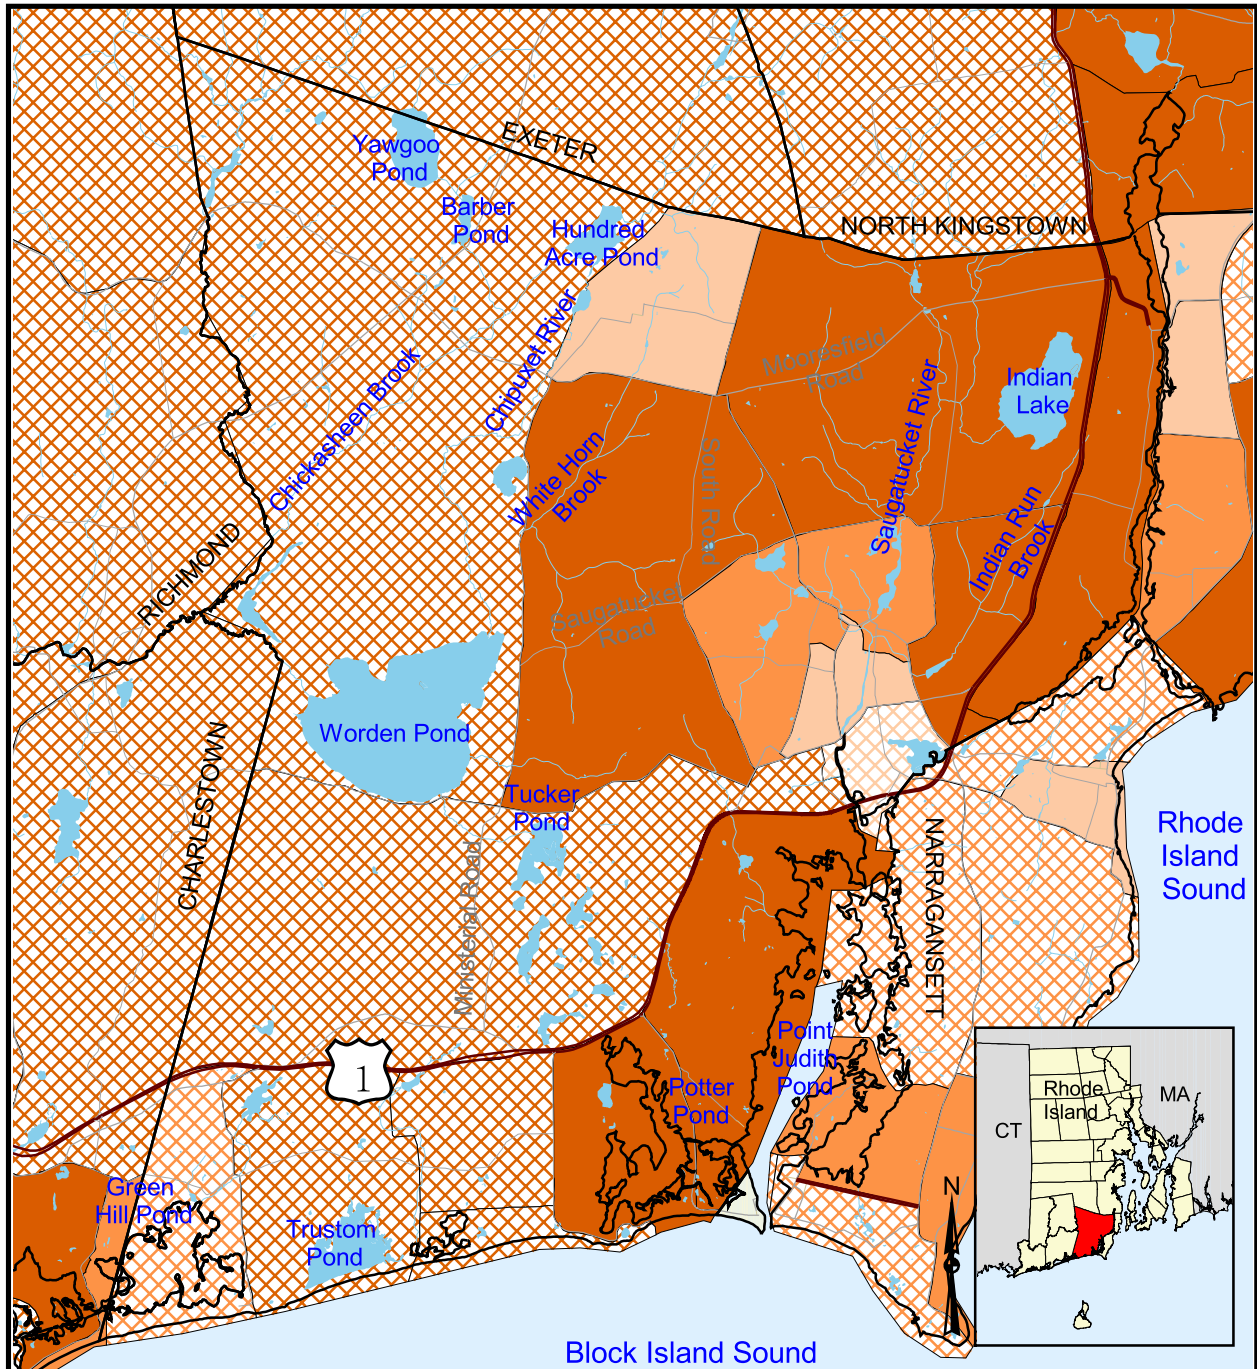 EXETER
Yawgoo
Pond
Barber
Pond
Hundred
Acre Pond
NORTH KINGSTOWN
Chipuxet River
Mooresfield
Road
Chickasheen Brook
Saugatucket River
Indian
Lake
White Horn
Brook
South Road
Indian Run
Brook
RICHMOND
Saugatucket
Road
Worden Pond
CHARLESTOWN
Tucker
Pond
Ministerial Road
NARRAGANSETT
Rhode
Island
Sound
1
Point
Judith
Pond
Potter
Pond
Green
Hill Pond
Trustom
Pond
Block Island Sound
N
Rhode
Island
MA
CT